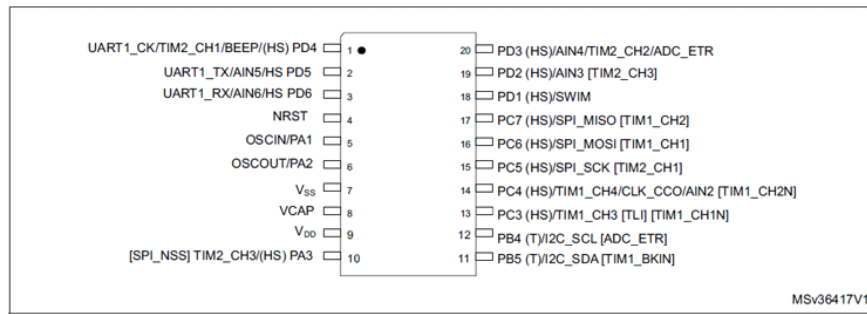 UART1_CK/TIM2_CH1/BEEP/(HS) PD4 1 20 PD3 (HS)/AIN4/TIM2_CH2/ADC_ETR
UART1_TX/AIN5/HS PD5 2 19 PD2 (HS)/AIN3 [TIM2_CH3]
UART1_RX/AIN6/HS PD6 3 18 PD1 (HS)/SWIM
NRST 4 17 PC7 (HS)/SPI_MISO [TIM1_CH2]
OSCIN/PA1 5 16 PC6 (HS)/SPI_MOSI [TIM1_CH1]
OSCOUT/PA2 6 15 PC5 (HS)/SPI_SCK [TIM2_CH1]
VSS 7 14 PC4 (HS)/TIM1_CH4/CLK_CCO/AIN2 [TIM1_CH2N]
VCAP 8 13 PC3 (HS)/TIM1_CH3 [TLI] [TIM1_CH1N]
VDD 9 12 PB4 (T)/I2C_SCL [ADC_ETR]
[SPI_NSS] TIM2_CH3/(HS) PA3 10 11 PB5 (T)/I2C_SDA [TIM1_BKIN]
MSv36417V1